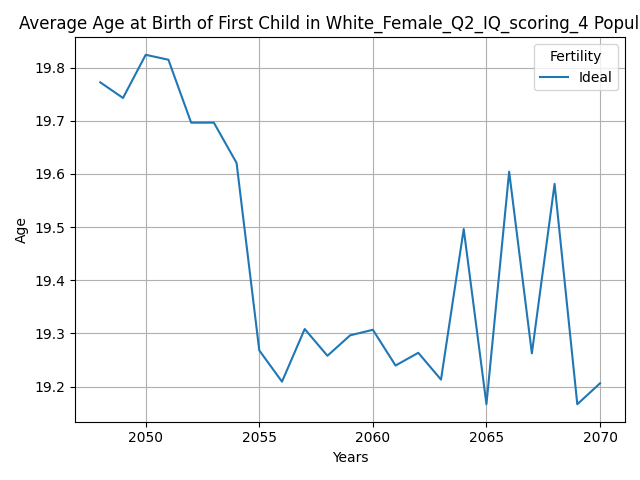 Average Age at Birth of First Child in White_Female_Q2_IQ_scoring_4 Popul
Fertility
Ideal
Age
19.8
19.7
19.6
19.5
19.4
19.3
19.2
2050 2055 2060 2065 2070
Years